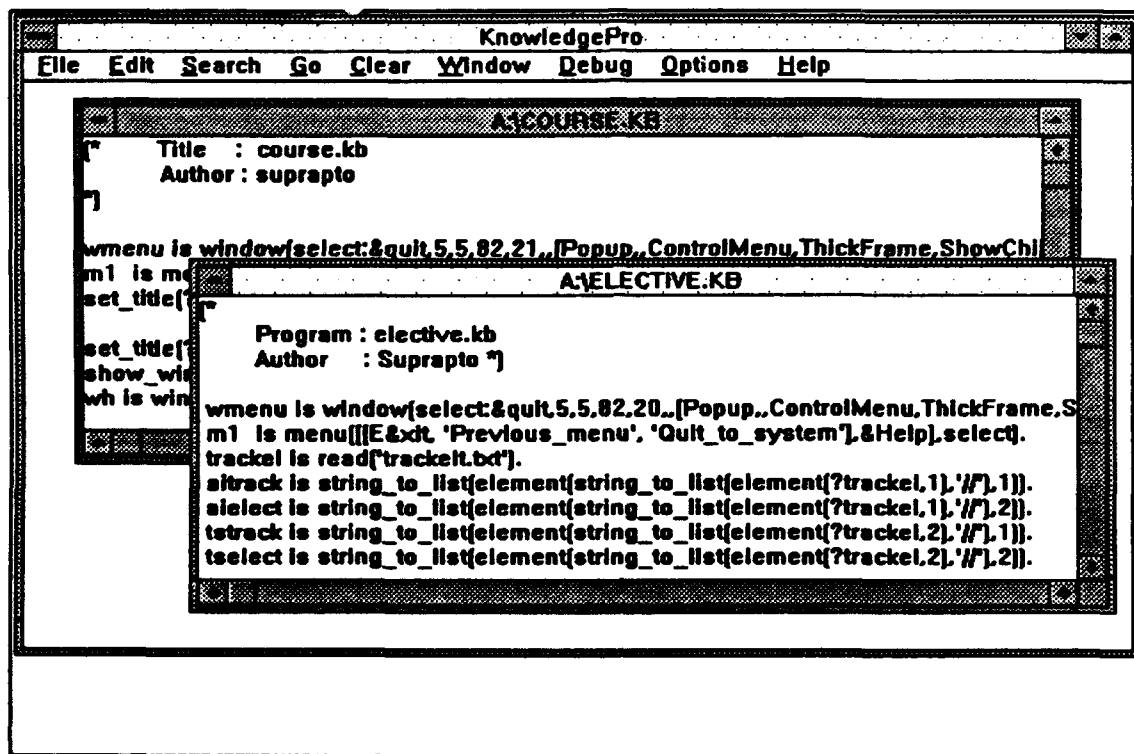 KnowledgePro
File Edit Search Go Clear Window Debug Options Help
A:\COURSE.KB
(* Title : course.kb
Author : suprapto
*)
wmenu is window(select:&quit,5,5,82,21,,[Popup,,ControlMenu,ThickFrame,ShowChi
m1 is me
set_title(?
set_title(?
show_win
wh is win
A:\ELECTIVE.KB
(*
Program : elective.kb
Author : Suprapto *)
wmenu is window(select:&quit,5,5,82,20,,[Popup,,ControlMenu,ThickFrame,S
m1 is menu([[E&xit, 'Previous_menu', 'Quit_to_system'],&Help],select).
trackel is read('trackelt.txt').
aitrack is string_to_list(element(string_to_list(element(?trackel,1),'//'),1)).
aielect is string_to_list(element(string_to_list(element(?trackel,1),'//'),2)).
tstrack is string_to_list(element(string_to_list(element(?trackel,2),'//'),1)).
tselect is string_to_list(element(string_to_list(element(?trackel,2),'//'),2)).